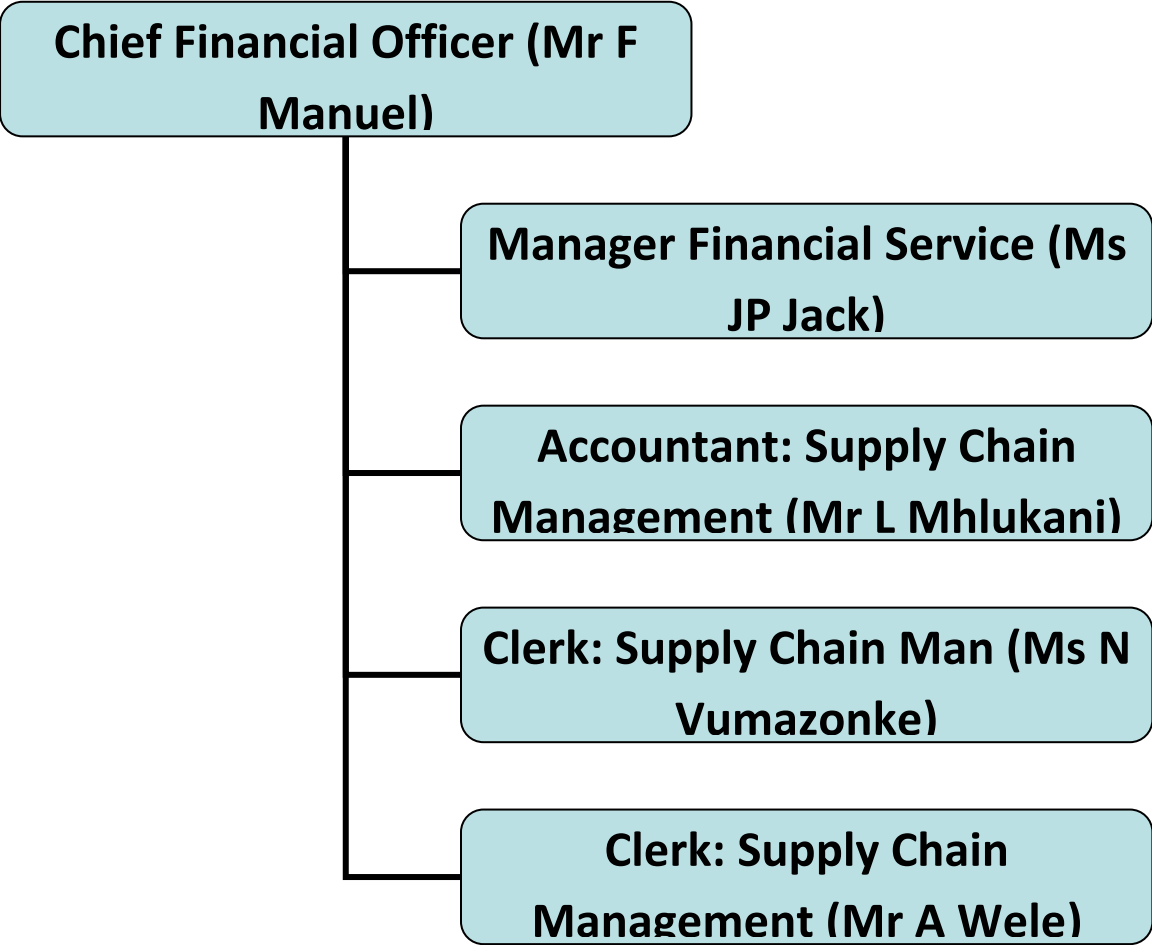 Chief Financial Officer (Mr F
Manuel)
Manager Financial Service (Ms
JP Jack)
Accountant: Supply Chain
Management (Mr L Mhlukani)
Clerk: Supply Chain Man (Ms N
Vumazonke)
Clerk: Supply Chain
Management (Mr A Wele)